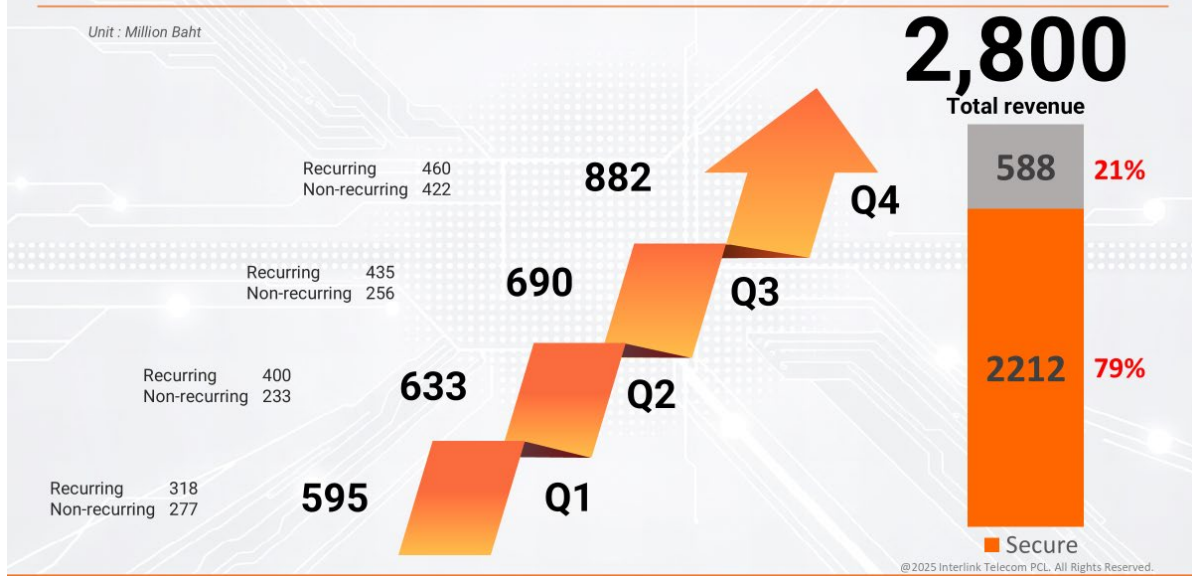 Unit : Million Baht
2,800
Total revenue
Recurring 460
Non-recurring 422
882
Q4
588
21%
Recurring 435
Non-recurring 256
690
Q3
Recurring 400
Non-recurring 233
633
Q2
2212
79%
Recurring 318
Non-recurring 277
595
Q1
Secure
@2025 Interlink Telecom PCL. All Rights Reserved.